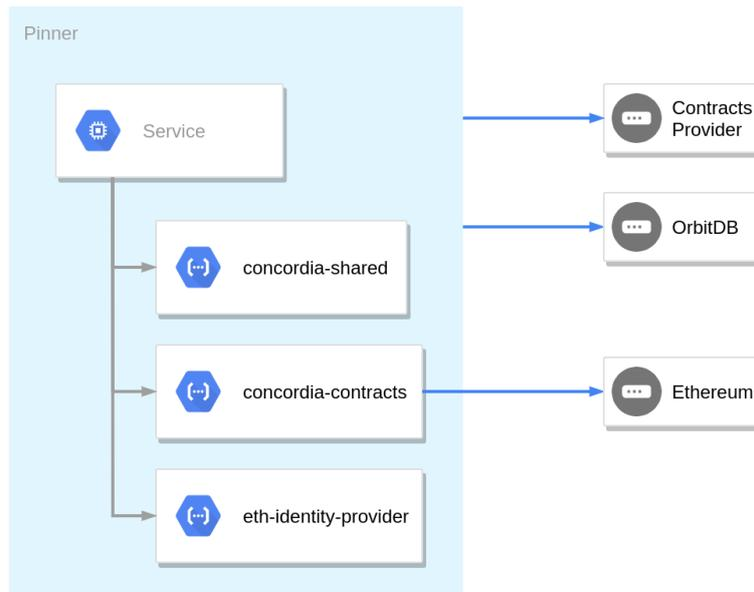 Pinner
Service
Contracts
Provider
OrbitDB
concordia-shared
concordia-contracts
Ethereum
eth-identity-provider